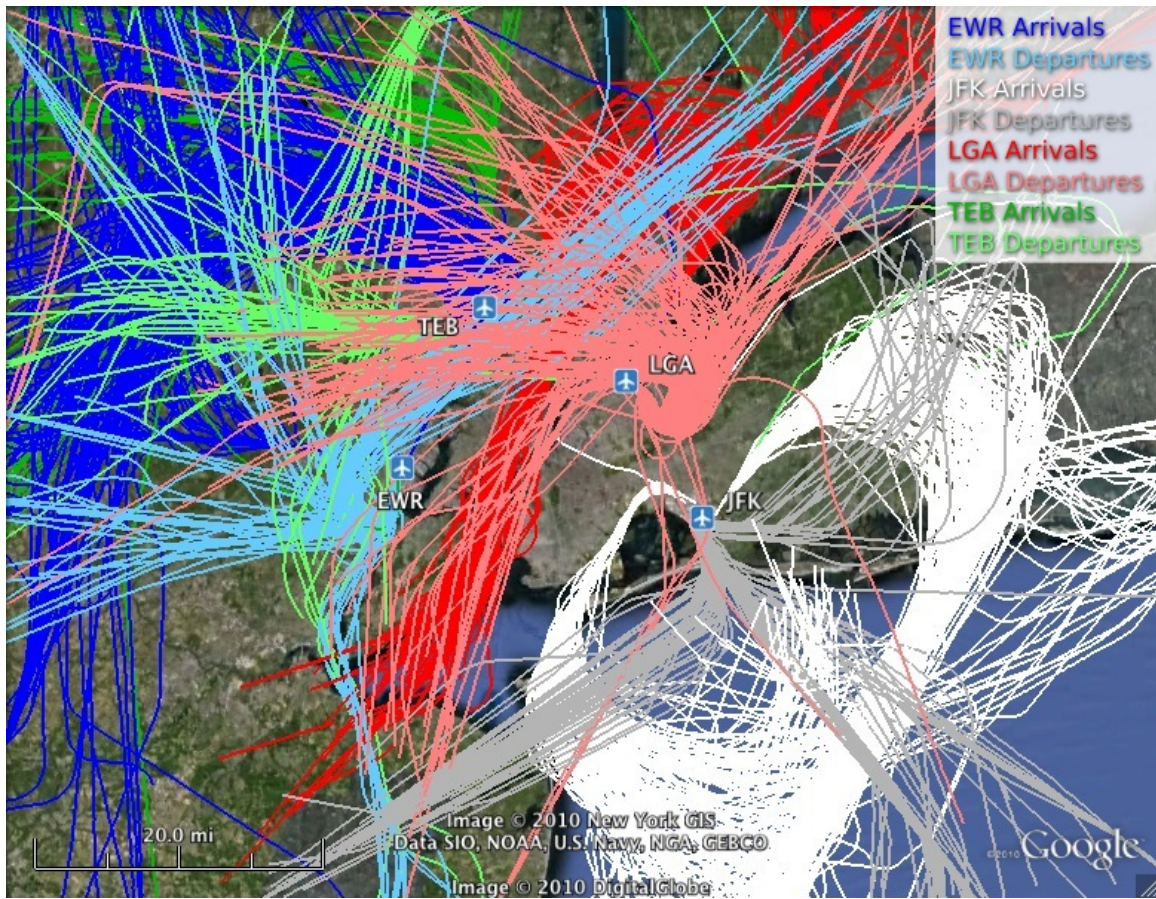 EWR Arrivals
EWR Departures
JFK Arrivals
JFK Departures
LGA Arrivals
LGA Departures
TEB Arrivals
TEB Departures
TEB
LGA
EWR
JFK
20.0 mi
Image © 2010 New York GIS
Data SIO, NOAA, U.S. Navy, NGA, GEBCO
©2010 Google
Image © 2010 DigitalGlobe